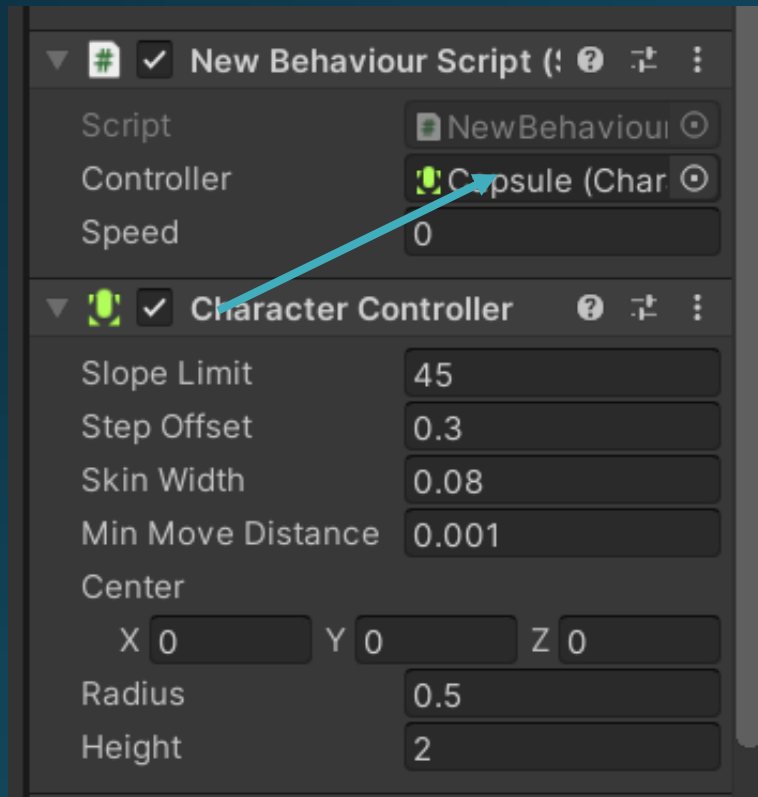 New Behaviour Script (
Script NewBehaviour
Controller Capsule (Char
Speed 0
Character Controller
Slope Limit 45
Step Offset 0.3
Skin Width 0.08
Min Move Distance 0.001
Center
X 0 Y 0 Z 0
Radius 0.5
Height 2